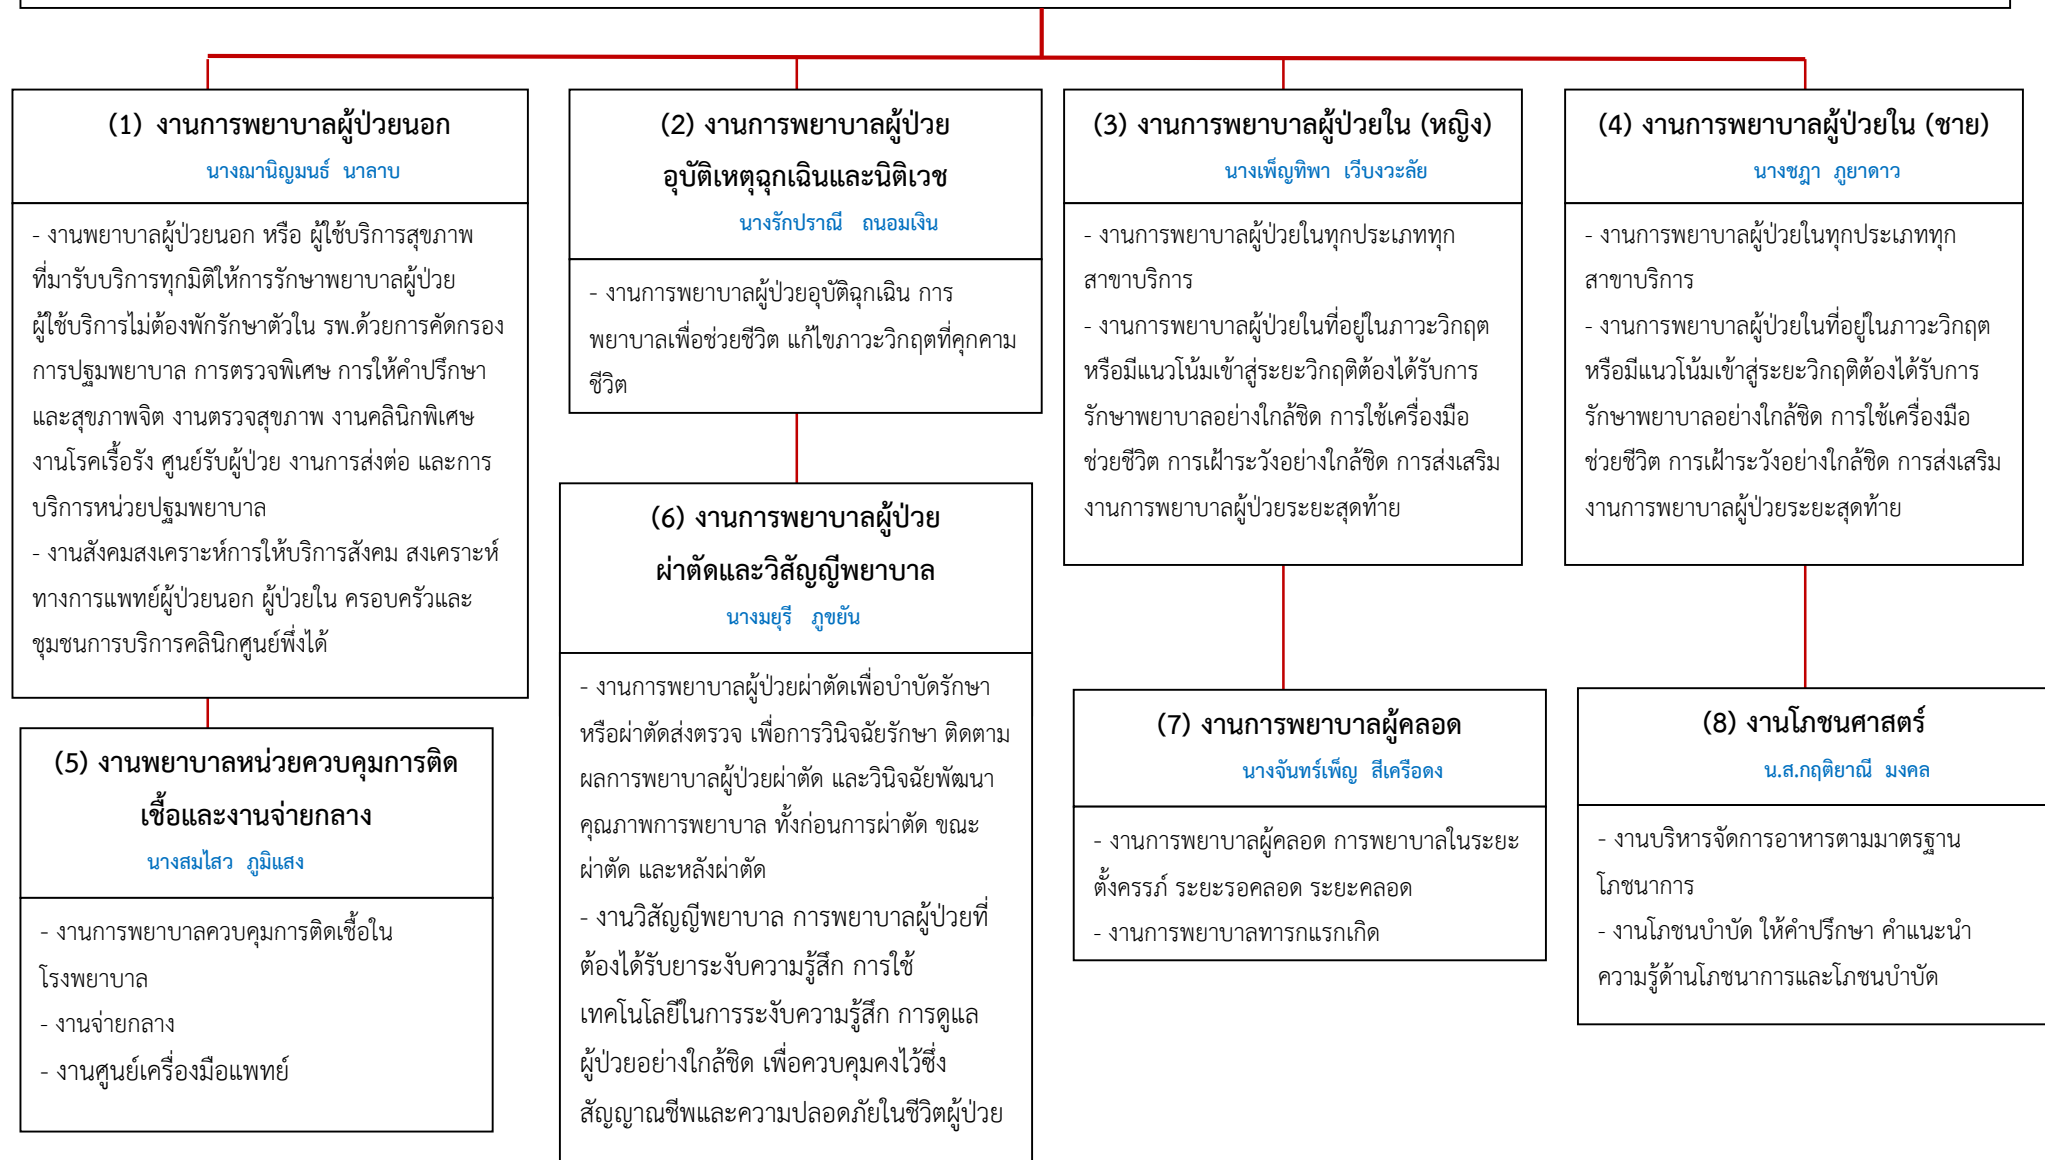 (1) งานการพยาบาลผู้ป่วยนอก
นางฌานิญมนธ์ นาลาบ
- งานพยาบาลผู้ป่วยนอก หรือ ผู้ใช้บริการสุขภาพ
ที่มารับบริการทุกมิติให้การรักษาพยาบาลผู้ป่วย
ผู้ใช้บริการไม่ต้องพักรักษาตัวใน รพ.ด้วยการคัดกรอง
การปฐมพยาบาล การตรวจพิเศษ การให้คำปรึกษา
และสุขภาพจิต งานตรวจสุขภาพ งานคลินิกพิเศษ
งานโรคเรื้อรัง ศูนย์รับผู้ป่วย งานการส่งต่อ และการ
บริการหน่วยปฐมพยาบาล
- งานสังคมสงเคราะห์การให้บริการสังคม สงเคราะห์
ทางการแพทย์ผู้ป่วยนอก ผู้ป่วยใน ครอบครัวและ
ชุมชนการบริการคลินิกศูนย์พึ่งได้
(2) งานการพยาบาลผู้ป่วย
อุบัติเหตุฉุกเฉินและนิติเวช
นางรักปราณี ถนอมเงิน
- งานการพยาบาลผู้ป่วยอุบัติฉุกเฉิน การ
พยาบาลเพื่อช่วยชีวิต แก้ไขภาวะวิกฤตที่คุกคาม
ชีวิต
(3) งานการพยาบาลผู้ป่วยใน (หญิง)
นางเพ็ญทิพา เวีบงวะลัย
- งานการพยาบาลผู้ป่วยในทุกประเภททุก
สาขาบริการ
- งานการพยาบาลผู้ป่วยในที่อยู่ในภาวะวิกฤต
หรือมีแนวโน้มเข้าสู่ระยะวิกฤติต้องได้รับการ
รักษาพยาบาลอย่างใกล้ชิด การใช้เครื่องมือ
ช่วยชีวิต การเฝ้าระวังอย่างใกล้ชิด การส่งเสริม
งานการพยาบาลผู้ป่วยระยะสุดท้าย
(4) งานการพยาบาลผู้ป่วยใน (ชาย)
นางชฎา ภูยาดาว
- งานการพยาบาลผู้ป่วยในทุกประเภททุก
สาขาบริการ
- งานการพยาบาลผู้ป่วยในที่อยู่ในภาวะวิกฤต
หรือมีแนวโน้มเข้าสู่ระยะวิกฤติต้องได้รับการ
รักษาพยาบาลอย่างใกล้ชิด การใช้เครื่องมือ
ช่วยชีวิต การเฝ้าระวังอย่างใกล้ชิด การส่งเสริม
งานการพยาบาลผู้ป่วยระยะสุดท้าย
(5) งานพยาบาลหน่วยควบคุมการติด
เชื้อและงานจ่ายกลาง
นางสมไสว ภูมิแสง
- งานการพยาบาลควบคุมการติดเชื้อใน
โรงพยาบาล
- งานจ่ายกลาง
- งานศูนย์เครื่องมือแพทย์
(6) งานการพยาบาลผู้ป่วย
ผ่าตัดและวิสัญญีพยาบาล
นางมยุรี ภูขยัน
- งานการพยาบาลผู้ป่วยผ่าตัดเพื่อบำบัดรักษา
หรือผ่าตัดส่งตรวจ เพื่อการวินิจฉัยรักษา ติดตาม
ผลการพยาบาลผู้ป่วยผ่าตัด และวินิจฉัยพัฒนา
คุณภาพการพยาบาล ทั้งก่อนการผ่าตัด ขณะ
ผ่าตัด และหลังผ่าตัด
- งานวิสัญญีพยาบาล การพยาบาลผู้ป่วยที่
ต้องได้รับยาระงับความรู้สึก การใช้
เทคโนโลยีในการระงับความรู้สึก การดูแล
ผู้ป่วยอย่างใกล้ชิด เพื่อควบคุมคงไว้ซึ่ง
สัญญาณชีพและความปลอดภัยในชีวิตผู้ป่วย
(7) งานการพยาบาลผู้คลอด
นางจันทร์เพ็ญ สีเครือดง
- งานการพยาบาลผู้คลอด การพยาบาลในระยะ
ตั้งครรภ์ ระยะรอคลอด ระยะคลอด
- งานการพยาบาลทารกแรกเกิด
(8) งานโภชนศาสตร์
น.ส.กฤติยาณี มงคล
- งานบริหารจัดการอาหารตามมาตรฐาน
โภชนาการ
- งานโภชนบำบัด ให้คำปรึกษา คำแนะนำ
ความรู้ด้านโภชนาการและโภชนบำบัด